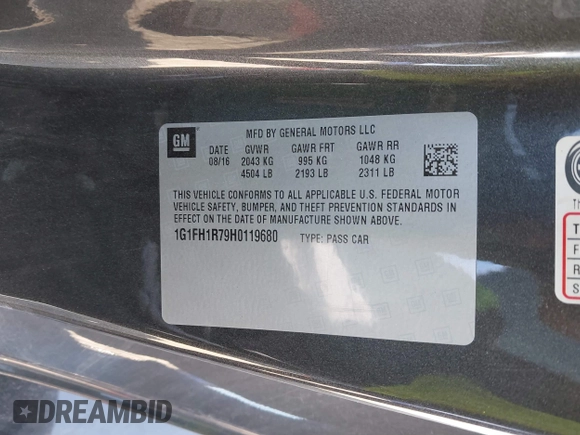 GM
MFD BY GENERAL MOTORS LLC
DATE GVWR GAWR FRT GAWR RR
08/16 2043 KG 995 KG 1048 KG
4504 LB 2193 LB 2311 LB
THIS VEHICLE CONFORMS TO ALL APPLICABLE U.S. FEDERAL MOTOR
VEHICLE SAFETY, BUMPER, AND THEFT PREVENTION STANDARDS IN
EFFECT ON THE DATE OF MANUFACTURE SHOWN ABOVE.
1G1FH1R79H0119680 TYPE: PASS CAR
T
F
R
S
DREAMBID